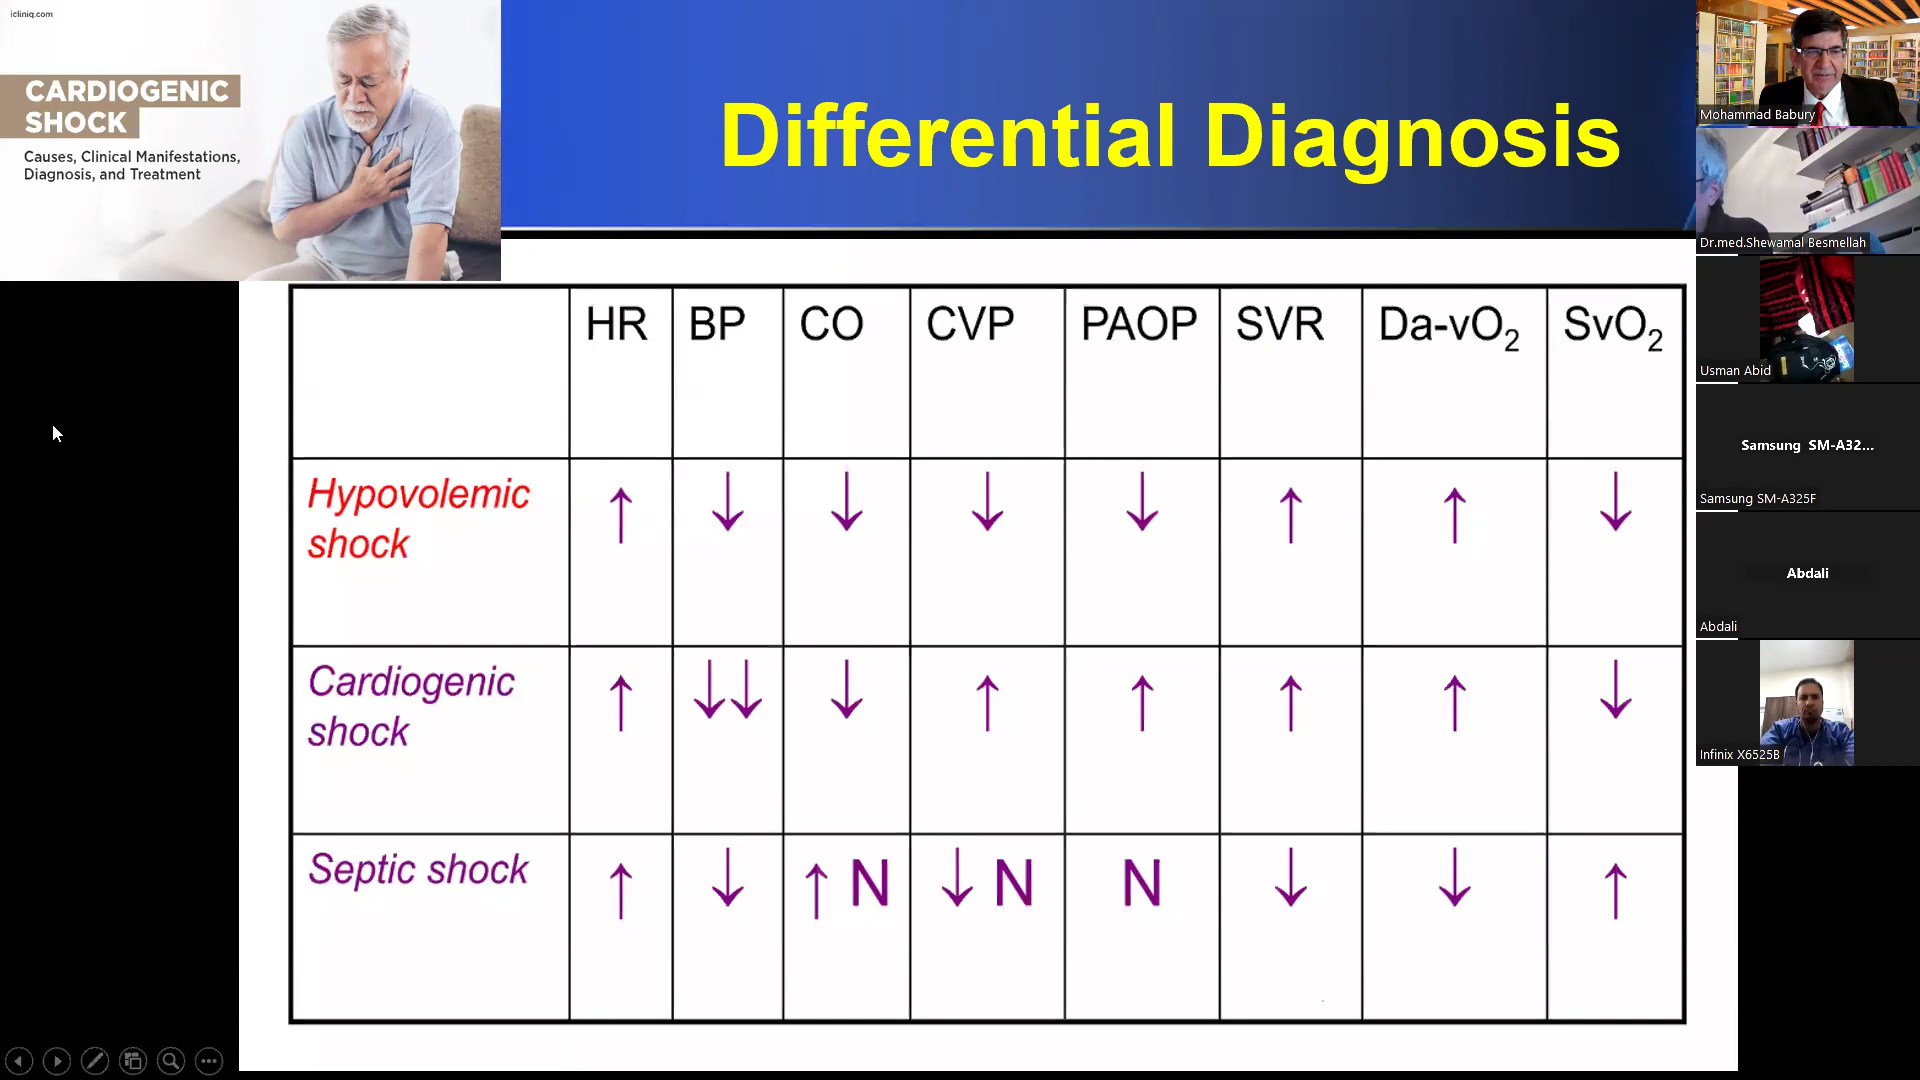 icliniq.com
CARDIOGENIC
SHOCK
Causes, Clinical Manifestations,
Diagnosis, and Treatment
Differential Diagnosis
HR BP CO CVP PAOP SVR Da-vO₂ SvO₂
Hypovolemic
shock
↑ ↓ ↓ ↓ ↓ ↑ ↑ ↓
Cardiogenic
shock
↑ ↓↓ ↓ ↑ ↑ ↑ ↑ ↓
Septic shock ↑ ↓ ↑ N ↓ N N ↓ ↓ ↑
Mohammad Babury
Dr.med.Shewamal Besmellah
Usman Abid
Samsung SM-A32...
Samsung SM-A325F
Abdali
Abdali
Infinix X6525B